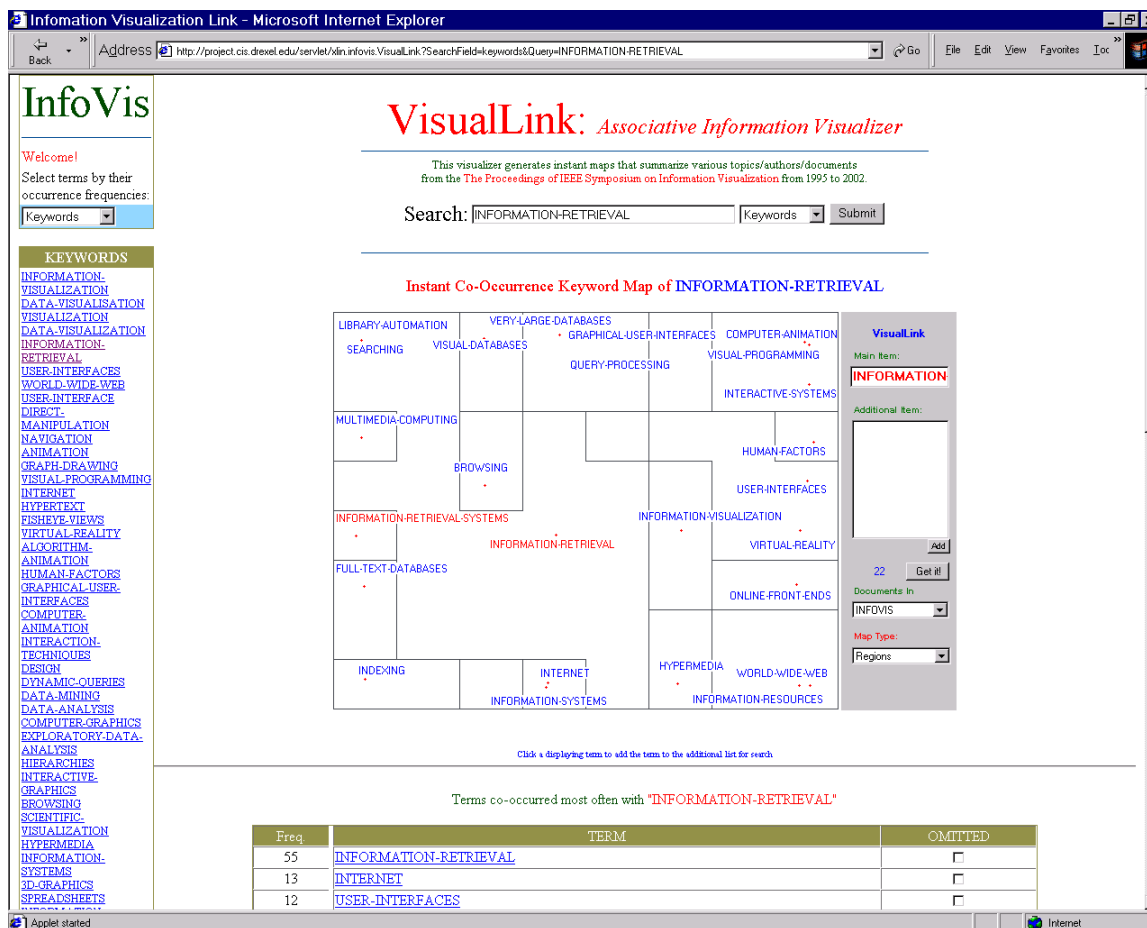 Infomation Visualization Link - Microsoft Internet Explorer
Back
»
Address
http://project.cis.drexel.edu/servlet/xlin.infovis.VisualLink?SearchField=keywords&Query=INFORMATION-RETRIEVAL
Go
File Edit View Favorites Toc
»
InfoVis
Welcome!
Select terms by their
occurrence frequencies:
Keywords
KEYWORDS
INFORMATION-
VISUALIZATION
DATA-VISUALISATION
VISUALIZATION
DATA-VISUALIZATION
INFORMATION-
RETRIEVAL
USER-INTERFACES
WORLD-WIDE-WEB
USER-INTERFACE
DIRECT-
MANIPULATION
NAVIGATION
ANIMATION
GRAPH-DRAWING
VISUAL-PROGRAMMING
INTERNET
HYPERTEXT
FISHEYE-VIEWS
VIRTUAL-REALITY
ALGORITHM-
ANIMATION
HUMAN-FACTORS
GRAPHICAL-USER-
INTERFACES
COMPUTER-
ANIMATION
INTERACTION-
TECHNIQUES
DESIGN
DYNAMIC-QUERIES
DATA-MINING
DATA-ANALYSIS
COMPUTER-GRAPHICS
EXPLORATORY-DATA-
ANALYSIS
HIERARCHIES
INTERACTIVE-
GRAPHICS
BROWSING
SCIENTIFIC-
VISUALIZATION
HYPERMEDIA
INFORMATION-
SYSTEMS
3D-GRAPHICS
SPREADSHEETS
VisualLink: Associative Information Visualizer
This visualizer generates instant maps that summarize various topics/authors/documents
from the The Proceedings of IEEE Symposium on Information Visualization from 1995 to 2002.
Search: INFORMATION-RETRIEVAL Keywords Submit
Instant Co-Occurrence Keyword Map of INFORMATION-RETRIEVAL
LIBRARY-AUTOMATION
VERY-LARGE-DATABASES
GRAPHICAL-USER-INTERFACES
COMPUTER-ANIMATION
SEARCHING
VISUAL-DATABASES
VISUAL-PROGRAMMING
QUERY-PROCESSING
INTERACTIVE-SYSTEMS
MULTIMEDIA-COMPUTING
HUMAN-FACTORS
BROWSING
USER-INTERFACES
INFORMATION-RETRIEVAL-SYSTEMS
INFORMATION-VISUALIZATION
INFORMATION-RETRIEVAL
VIRTUAL-REALITY
FULL-TEXT-DATABASES
ONLINE-FRONT-ENDS
INDEXING
INTERNET
HYPERMEDIA
WORLD-WIDE-WEB
INFORMATION-SYSTEMS
INFORMATION-RESOURCES
VisualLink
Main Item:
INFORMATION-
Additional Item:
Add
22 Get it!
Documents In
INFOVIS
Map Type:
Regions
Click a displaying term to add the term to the additional list for search
Terms co-occurred most often with "INFORMATION-RETRIEVAL"
Freq. TERM OMITTED
55 INFORMATION-RETRIEVAL
13 INTERNET
12 USER-INTERFACES
Applet started
Internet